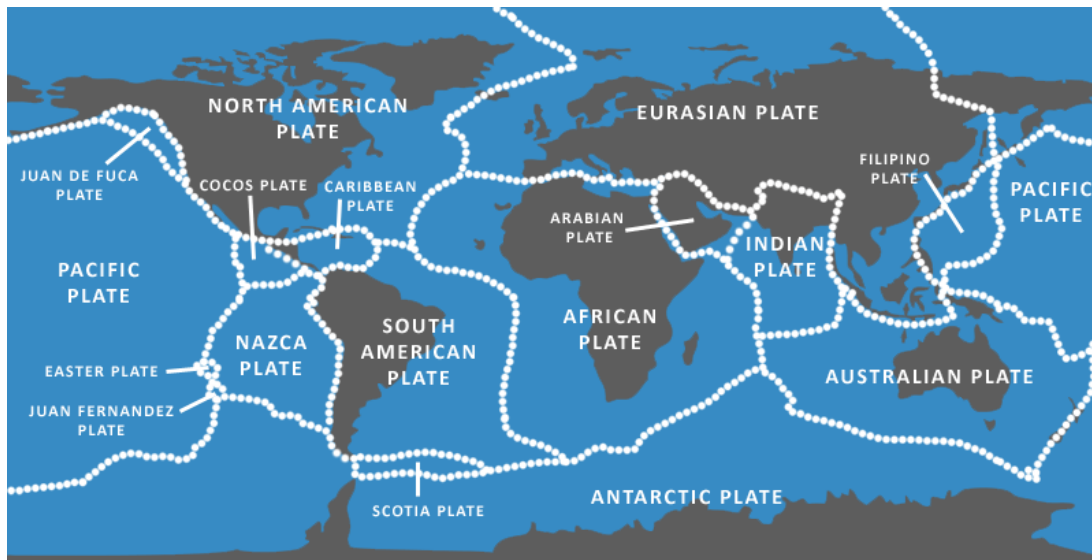 NORTH AMERICAN
PLATE
EURASIAN PLATE
JUAN DE FUCA
PLATE
COCOS PLATE
CARIBBEAN
PLATE
FILIPINO
PLATE
PACIFIC
PLATE
ARABIAN
PLATE
INDIAN
PLATE
PACIFIC
PLATE
NAZCA
PLATE
SOUTH
AMERICAN
PLATE
AFRICAN
PLATE
EASTER PLATE
AUSTRALIAN PLATE
JUAN FERNANDEZ
PLATE
SCOTIA PLATE
ANTARCTIC PLATE